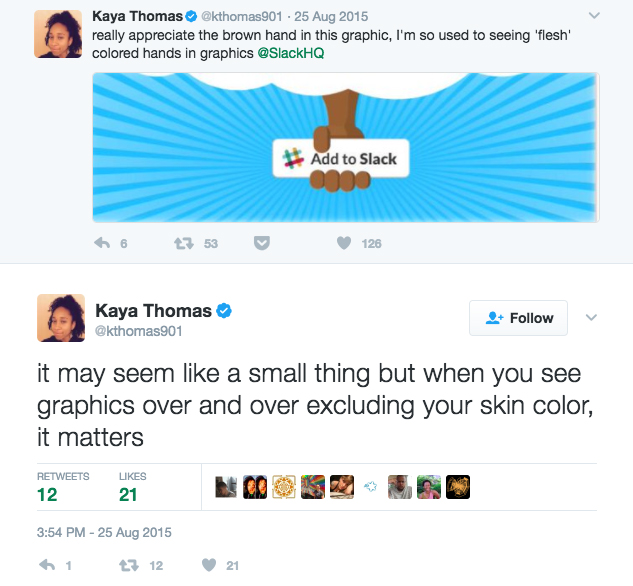 Kaya Thomas @kthomas901 · 25 Aug 2015
really appreciate the brown hand in this graphic, I'm so used to seeing 'flesh'
colored hands in graphics @SlackHQ
Add to Slack
6 53 126
Kaya Thomas
@kthomas901
Follow
it may seem like a small thing but when you see
graphics over and over excluding your skin color,
it matters
RETWEETS LIKES
12 21
3:54 PM - 25 Aug 2015
1 12 21